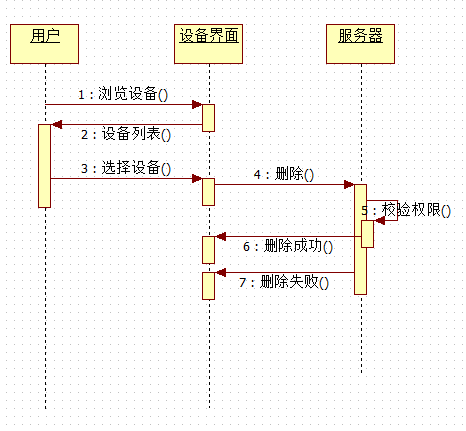 用户
设备界面
服务器
1：浏览设备()
2：设备列表()
3：选择设备()
4：删除()
5：校验权限()
6：删除成功()
7：删除失败()